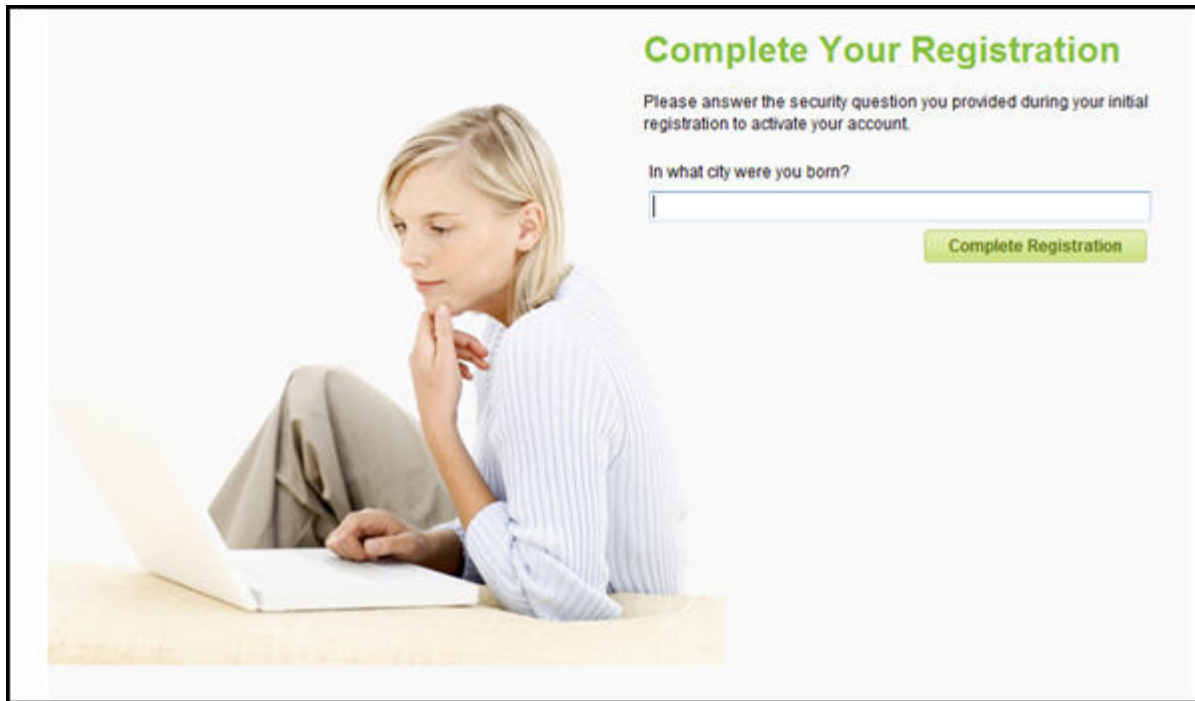 Complete Your Registration
Please answer the security question you provided during your initial
registration to activate your account.
In what city were you born?
Complete Registration